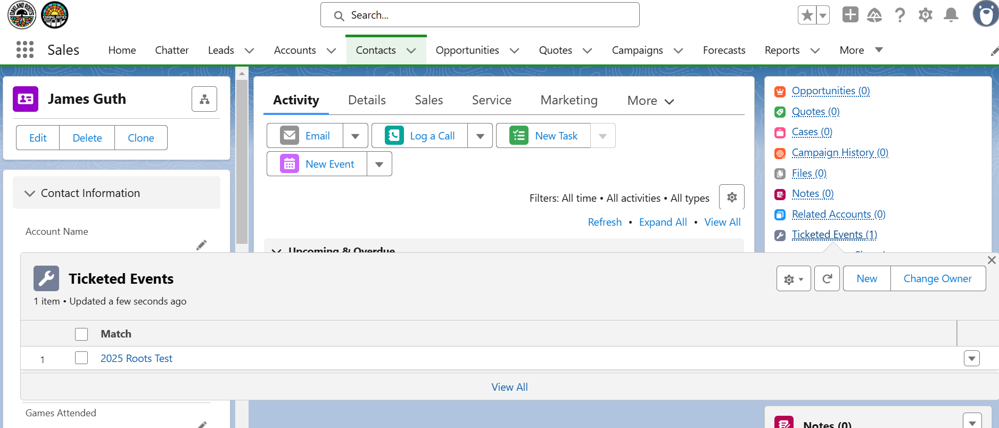 OAKLAND ROOTS
OAKLAND
SOUL
Search...
Sales
Home
Chatter
Leads
Accounts
Contacts
Opportunities
Quotes
Campaigns
Forecasts
Reports
More
James Guth
Edit
Delete
Clone
Contact Information
Account Name
Activity
Details
Sales
Service
Marketing
More
Email
Log a Call
New Task
New Event
Filters: All time • All activities • All types
Refresh • Expand All • View All
Upcoming & Overdue
Opportunities (0)
Quotes (0)
Cases (0)
Campaign History (0)
Files (0)
Notes (0)
Related Accounts (0)
Ticketed Events (1)
Ticketed Events
1 item • Updated a few seconds ago
New
Change Owner
Match
1
2025 Roots Test
View All
Games Attended
Notes (0)